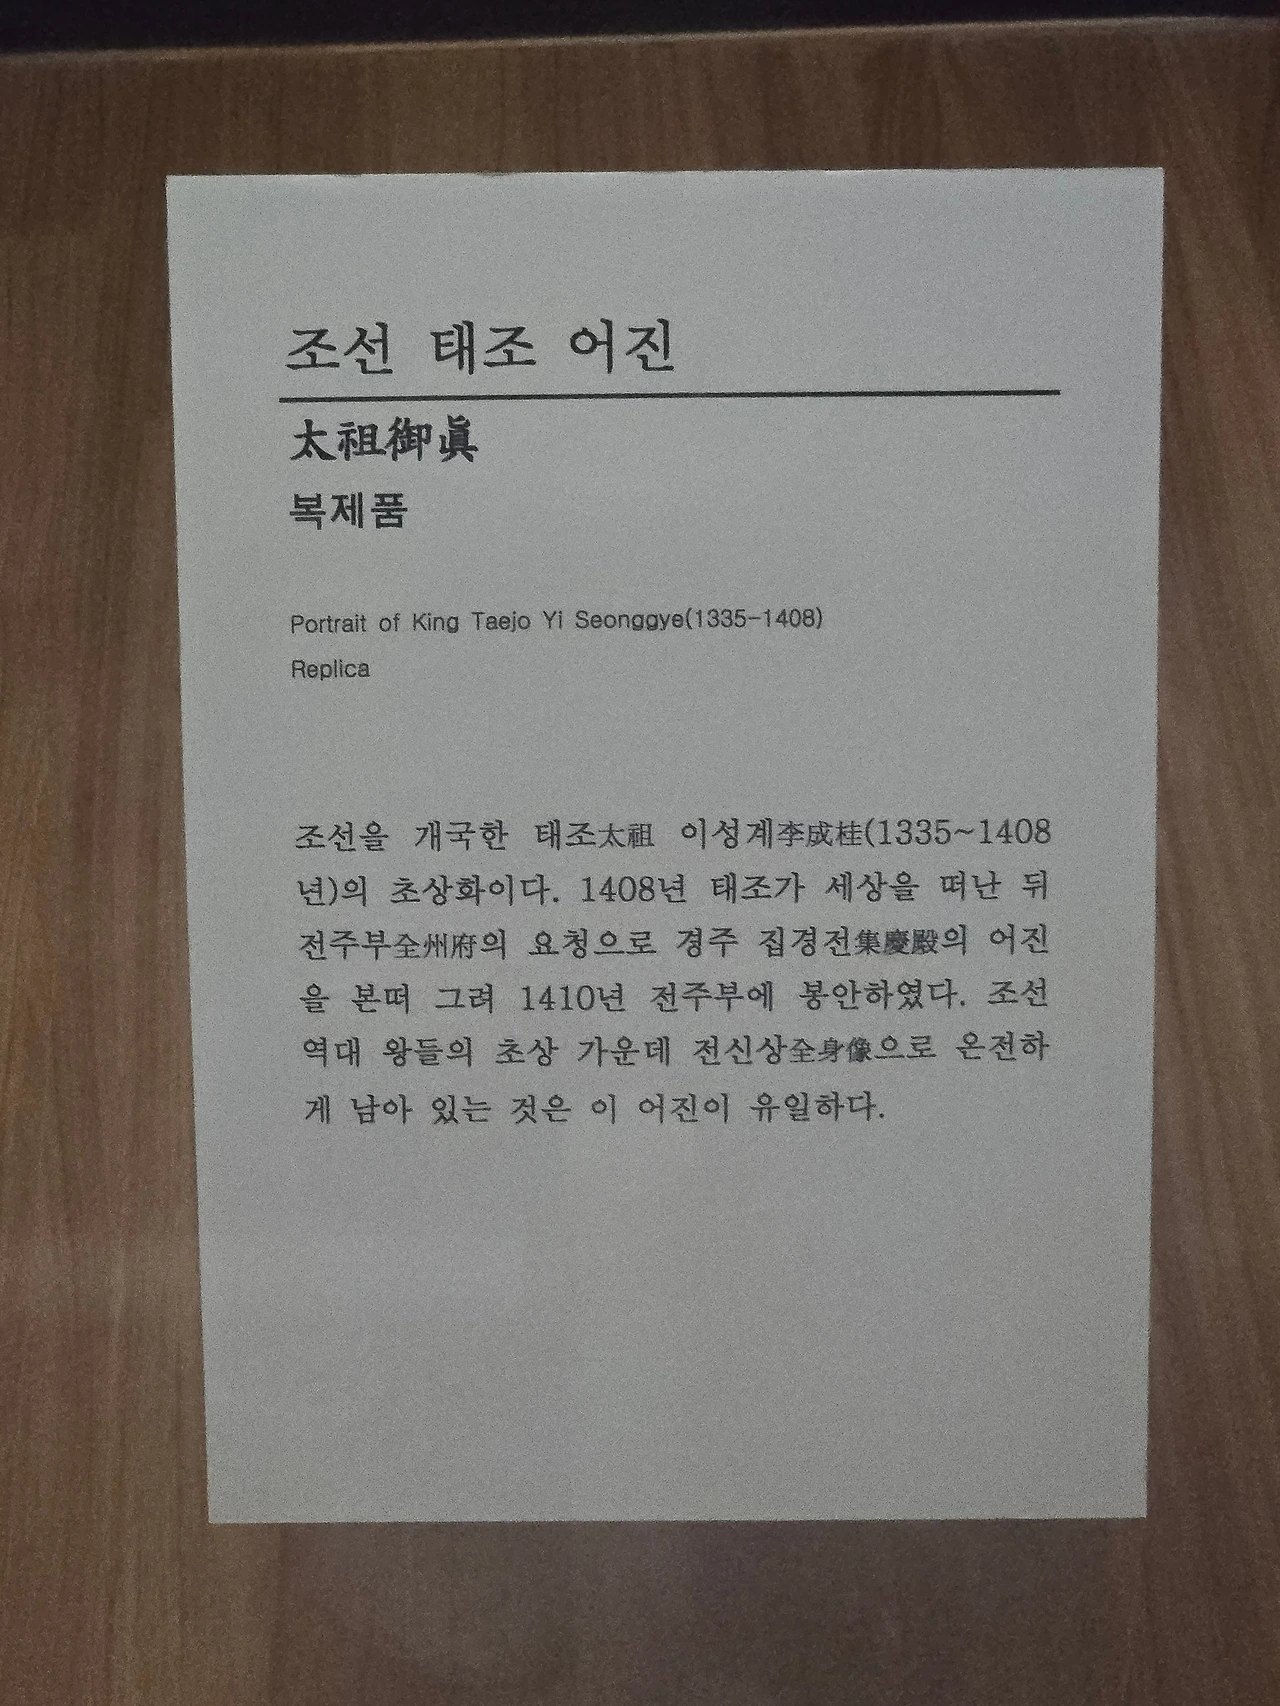 조선 태조 어진
太祖御眞
복제품
Portrait of King Taejo Yi Seonggye(1335-1408)
Replica
조선을 개국한 태조太祖 이성계李成桂(1335~1408
년)의 초상화이다. 1408년 태조가 세상을 떠난 뒤
전주부全州府의 요청으로 경주 집경전集慶殿의 어진
을 본떠 그려 1410년 전주부에 봉안하였다. 조선
역대 왕들의 초상 가운데 전신상全身像으로 온전하
게 남아 있는 것은 이 어진이 유일하다.